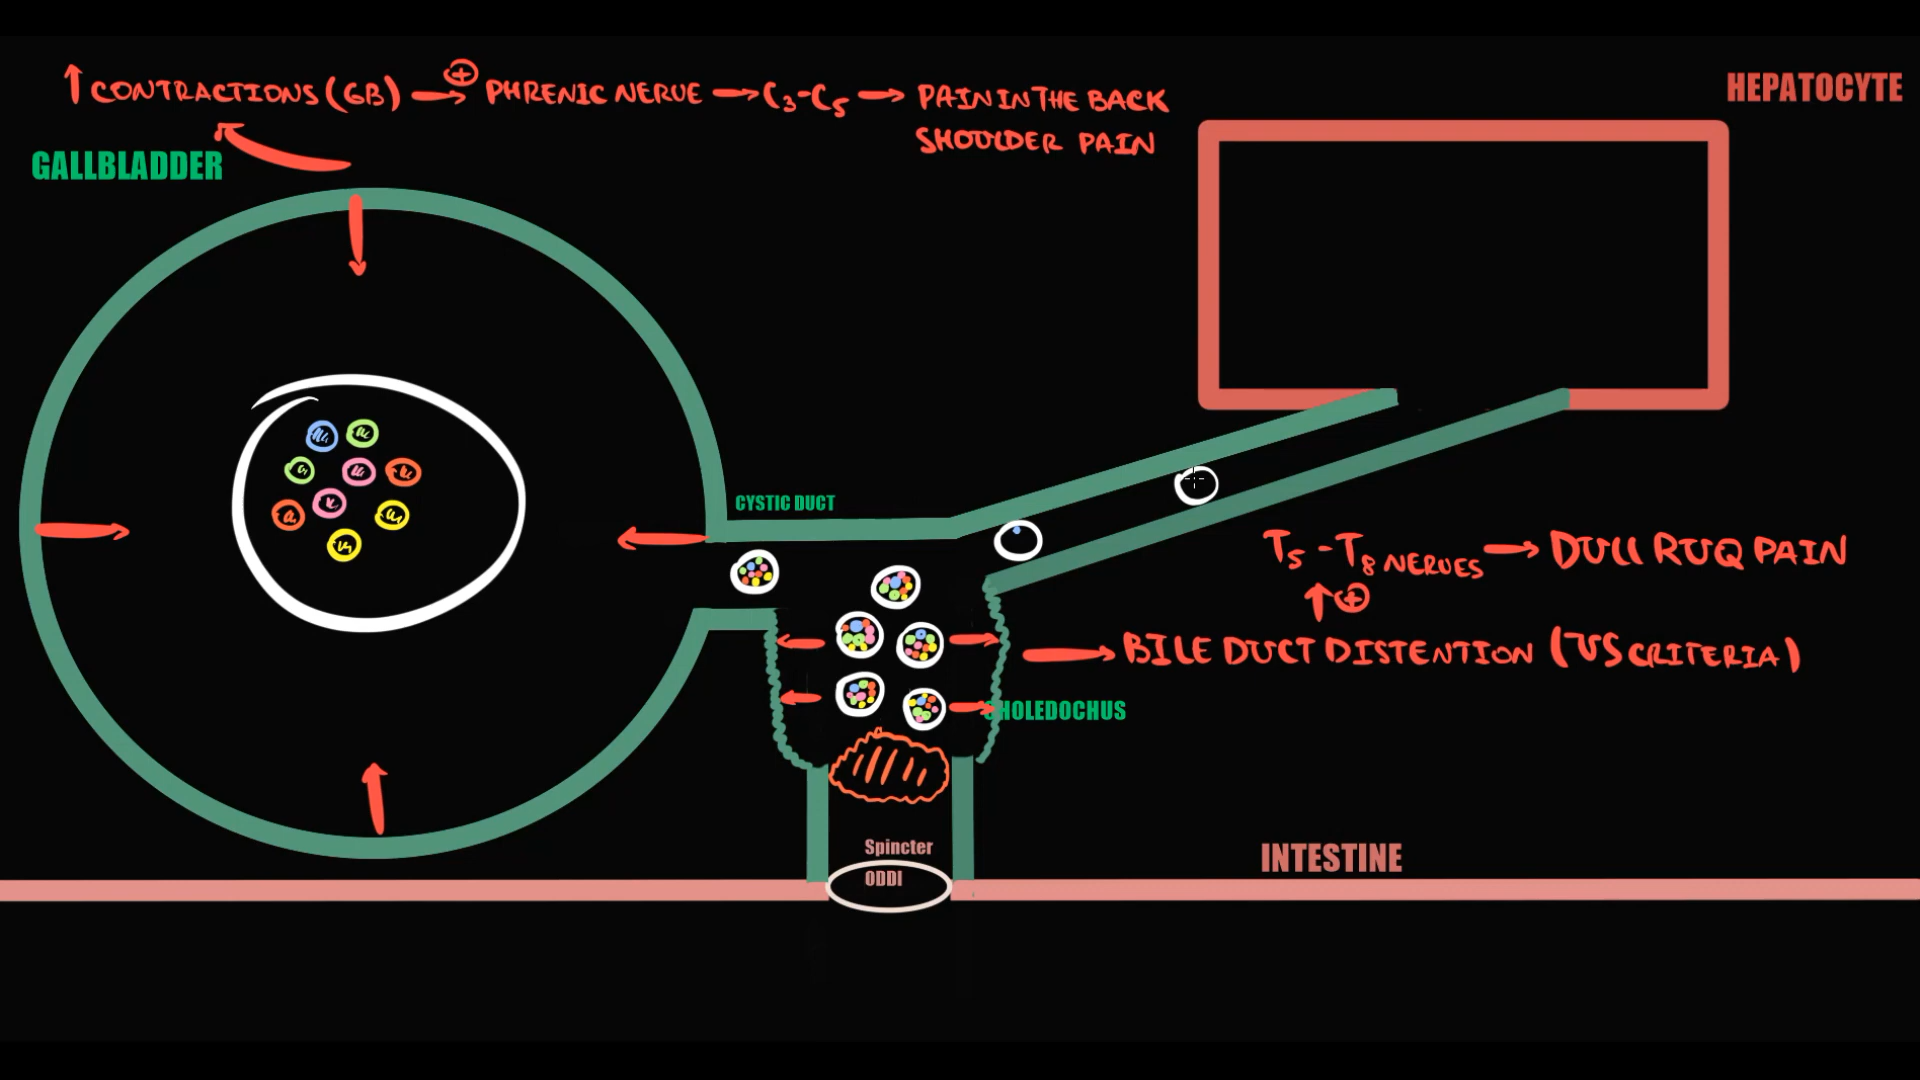 ↑ CONTRACTIONS (GB) → ⊕ PHRENIC NERVE → C3-C5 → PAIN IN THE BACK
SHOULDER PAIN
HEPATOCYTE
GALLBLADDER
CYSTIC DUCT
T5-T8 NERVES → DULL RUQ PAIN
↑⊕
→ BILE DUCT DISTENTION (US CRITERIA)
HOLEDOCHUS
Spincter
ODDI
INTESTINE